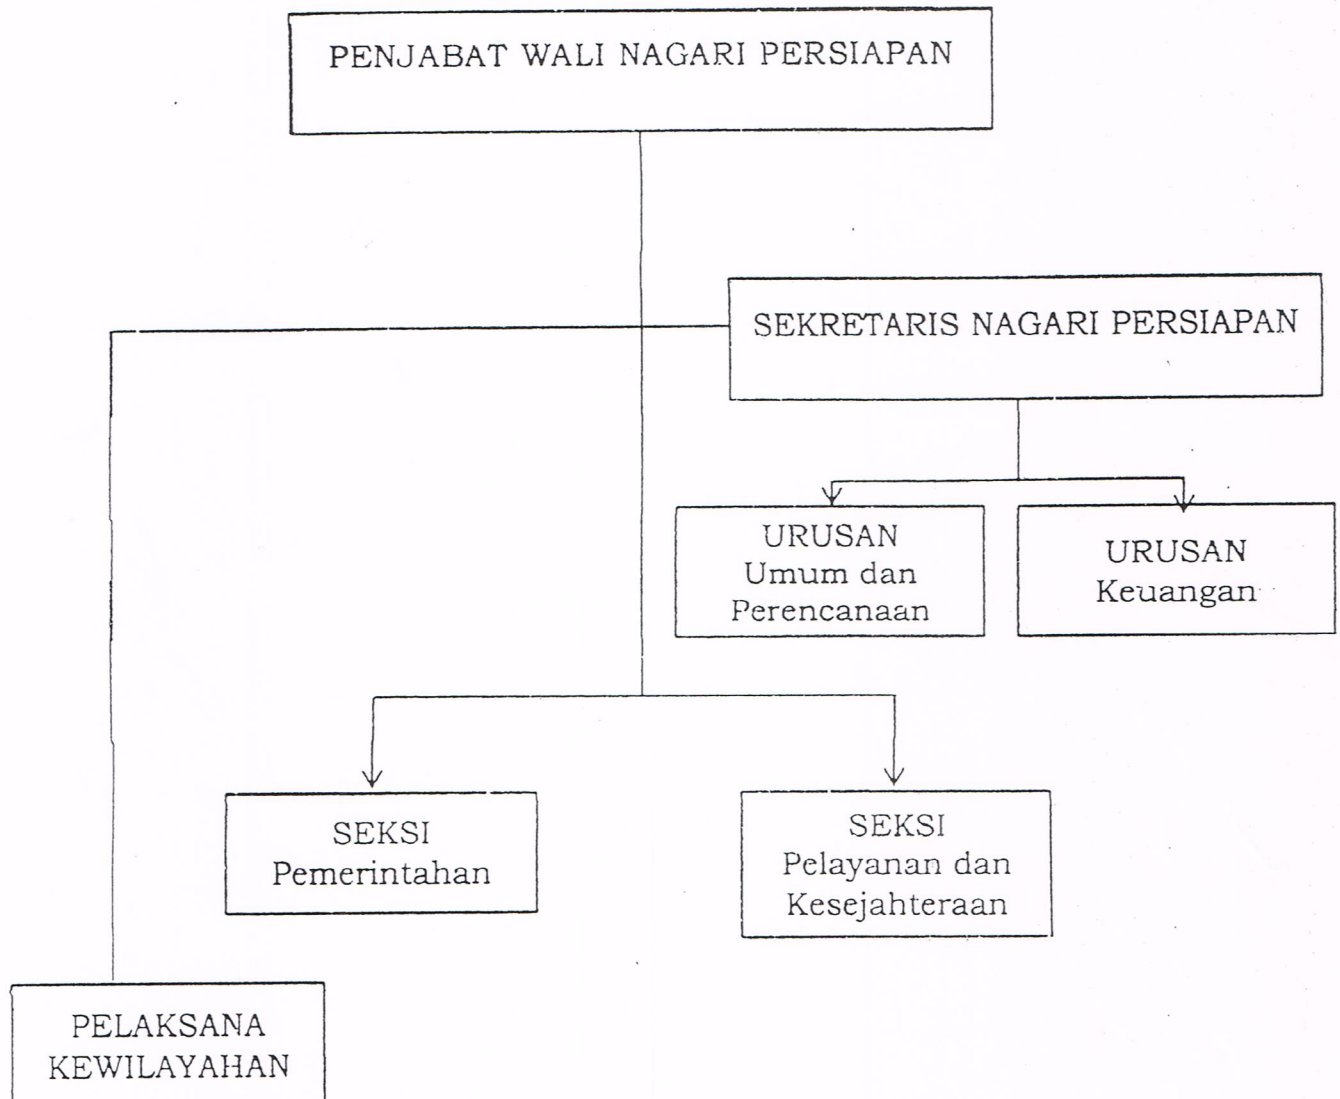 PENJABAT WALI NAGARI PERSIAPAN
SEKRETARIS NAGARI PERSIAPAN
URUSAN
Umum dan
Perencanaan
URUSAN
Keuangan
SEKSI
Pemerintahan
SEKSI
Pelayanan dan
Kesejahteraan
PELAKSANA
KEWILAYAHAN